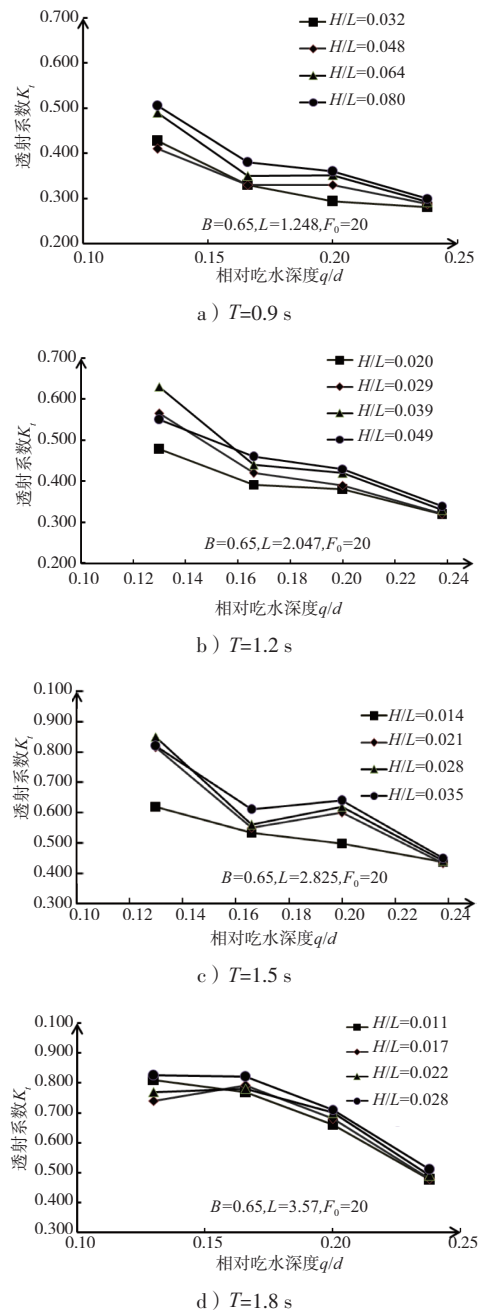 0.700
0.600
0.500
0.400
0.300
0.200
透射系数Kt
H/L=0.032
H/L=0.048
H/L=0.064
H/L=0.080
B=0.65,L=1.248,F0=20
0.10 0.15 0.20 0.25
相对吃水深度q/d
a）T=0.9 s
0.700
0.600
0.500
0.400
0.300
0.200
透射系数Kt
H/L=0.020
H/L=0.029
H/L=0.039
H/L=0.049
B=0.65,L=2.047,F0=20
0.10 0.12 0.14 0.16 0.18 0.20 0.22 0.24
相对吃水深度q/d
b）T=1.2 s
0.100
0.900
0.800
0.700
0.600
0.500
0.400
0.300
透射系数Kt
H/L=0.014
H/L=0.021
H/L=0.028
H/L=0.035
B=0.65,L=2.825,F0=20
0.10 0.12 0.14 0.16 0.18 0.20 0.22 0.24
相对吃水深度q/d
c）T=1.5 s
0.100
0.900
0.800
0.700
0.600
0.500
0.400
0.300
透射系数Kt
H/L=0.011
H/L=0.017
H/L=0.022
H/L=0.028
B=0.65,L=3.57,F0=20
0.10 0.15 0.20 0.25
相对吃水深度q/d
d）T=1.8 s